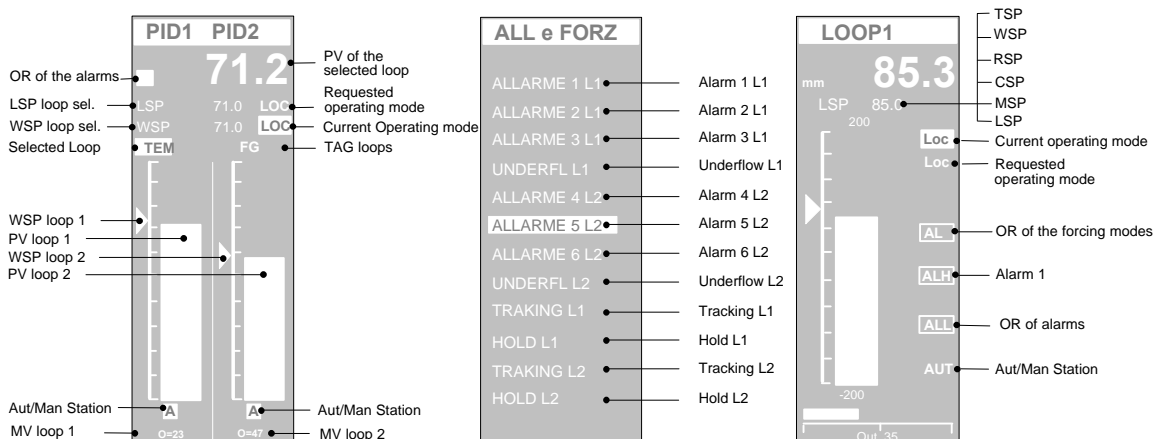 PID1 PID2
71.2
PV of the
selected loop
OR of the alarms
LSP loop sel.
LSP 71.0 LOC
Requested
operating mode
WSP loop sel.
WSP 71.0 LOC
Current Operating mode
Selected Loop
TEM FG
TAG loops
WSP loop 1
PV loop 1
WSP loop 2
PV loop 2
Aut/Man Station
A A
Aut/Man Station
MV loop 1
O=23 O=47
MV loop 2
ALL e FORZ
ALLARME 1 L1 Alarm 1 L1
ALLARME 2 L1 Alarm 2 L1
ALLARME 3 L1 Alarm 3 L1
UNDERFL L1 Underflow L1
ALLARME 4 L2 Alarm 4 L2
ALLARME 5 L2 Alarm 5 L2
ALLARME 6 L2 Alarm 6 L2
UNDERFL L2 Underflow L2
TRAKING L1 Tracking L1
HOLD L1 Hold L1
TRAKING L2 Tracking L2
HOLD L2 Hold L2
LOOP1
mm 85.3
LSP 85.0
200
TSP
WSP
RSP
CSP
MSP
LSP
Loc Current operating mode
Loc Requested
operating mode
AL OR of the forcing modes
ALH Alarm 1
ALL OR of alarms
AUT Aut/Man Station
-200
Out 35